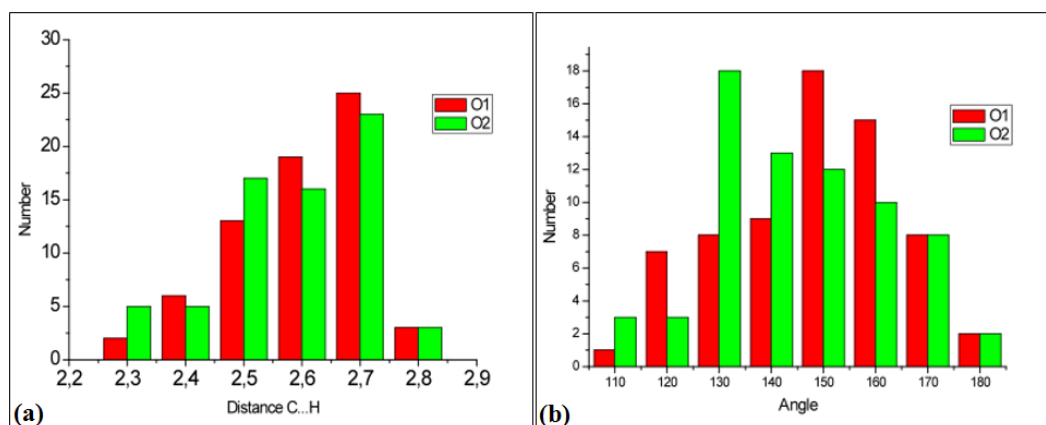 30
25
20
15
10
5
0
Number
O1
O2
2,2 2,3 2,4 2,5 2,6 2,7 2,8 2,9
Distance C...H
(a)
18
16
14
12
10
8
6
4
2
0
Number
O1
O2
110 120 130 140 150 160 170 180
Angle
(b)